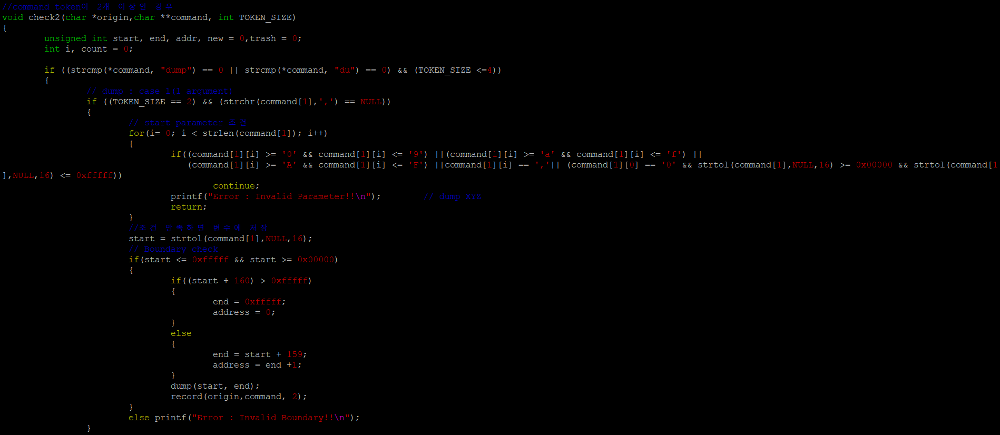 //command token이 2개 이상인 경우
void check2(char *origin,char **command, int TOKEN_SIZE)
{
        unsigned int start, end, addr, new = 0,trash = 0;
        int i, count = 0;

        if ((strcmp(*command, "dump") == 0 || strcmp(*command, "du") == 0) && (TOKEN_SIZE <=4))
        {
                // dump : case 1(1 argument)
                if ((TOKEN_SIZE == 2) && (strchr(command[1],',') == NULL))
                {
                        // start parameter 조건
                        for(i= 0; i < strlen(command[1]); i++)
                        {
                                if((command[1][i] >= '0' && command[1][i] <= '9') ||(command[1][i] >= 'a' && command[1][i] <= 'f') ||
                                   (command[1][i] >= 'A' && command[1][i] <= 'F') ||command[1][i] == ','|| (command[1][0] == '0' && strtol(command[1],NULL,16) >= 0x00000 && strtol(command[1
],NULL,16) <= 0xfffff))
                                        continue;
                                printf("Error : Invalid Parameter!!\n");        // dump XYZ
                                return;
                        }
                        //조건 만족하면 변수에 저장
                        start = strtol(command[1],NULL,16);
                        // Boundary check
                        if(start <= 0xfffff && start >= 0x00000)
                        {
                                if((start + 160) > 0xfffff)
                                {
                                        end = 0xfffff;
                                        address = 0;
                                }
                                else
                                {
                                        end = start + 159;
                                        address = end +1;
                                }
                                dump(start, end);
                                record(origin,command, 2);
                        }
                        else printf("Error : Invalid Boundary!!\n");
                }